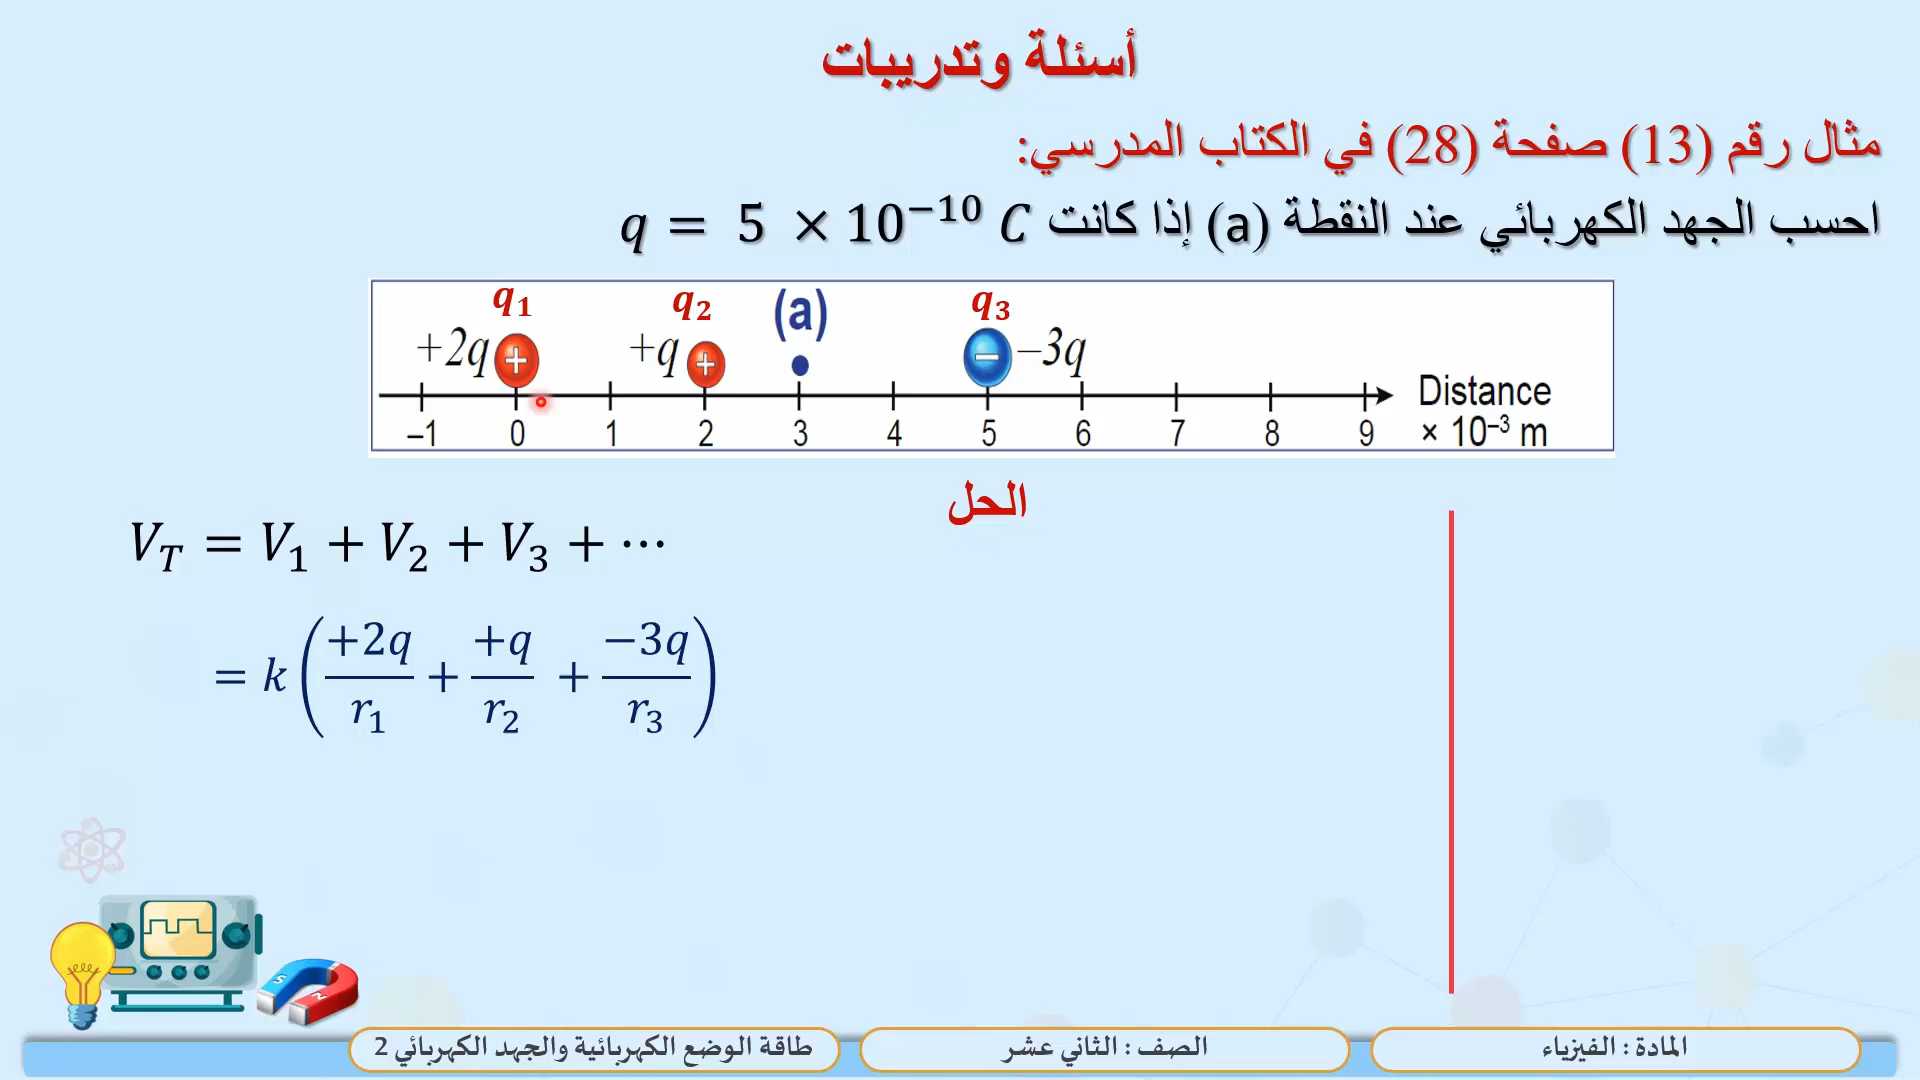 أسئلة وتدريبات
مثال رقم (13) صفحة (28) في الكتاب المدرسي:
احسب الجهد الكهربائي عند النقطة (a) إذا كانت q = 5 × 10⁻¹⁰ C
q₁ q₂ (a) q₃
+2q + +q + − −3q
Distance
−1 0 1 2 3 4 5 6 7 8 9 × 10⁻³ m
الحل
V_T = V₁ + V₂ + V₃ + ⋯
= k(+2q/r₁ + +q/r₂ + −3q/r₃)
S N
المادة : الفيزياء
الصف : الثاني عشر
طاقة الوضع الكهربائية والجهد الكهربائي 2